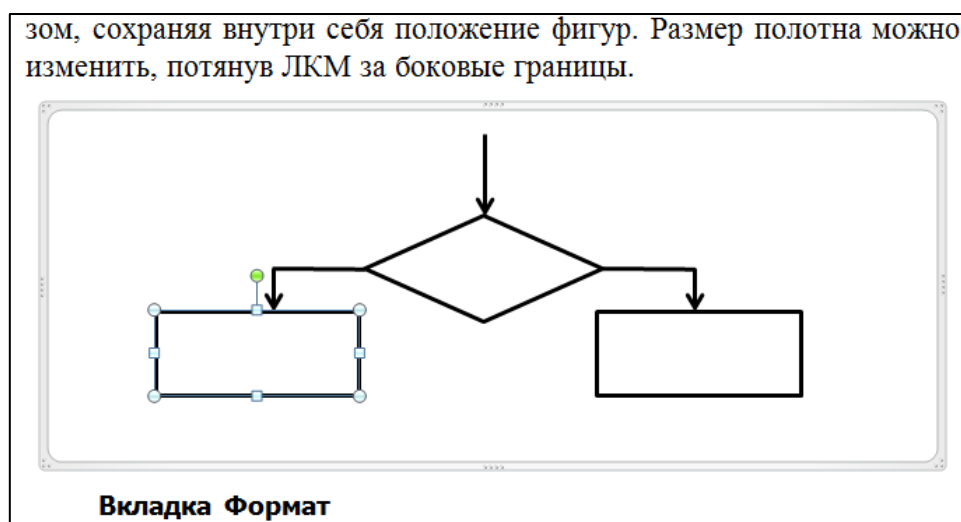 зом, сохраняя внутри себя положение фигур. Размер полотна можно
изменить, потянув ЛКМ за боковые границы.
Вкладка Формат